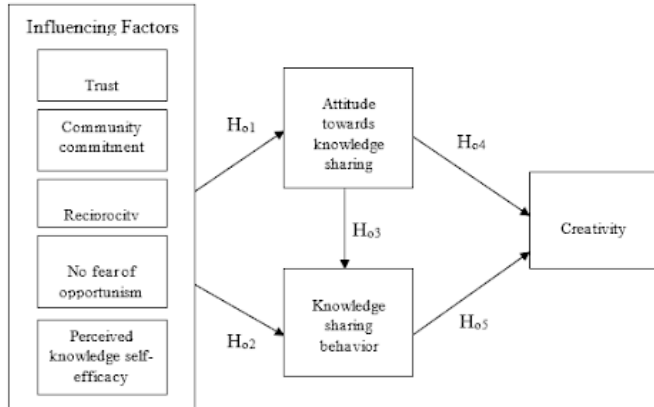 Influencing Factors
Trust
Community
commitment
Reciprocity
No fear of
opportunism
Perceived
knowledge self-
efficacy
Ho1
Ho2
Attitude
towards
knowledge
sharing
Ho3
Knowledge
sharing
behavior
Ho4
Ho5
Creativity